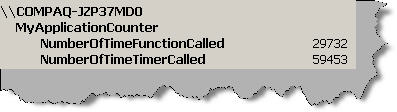 \\COMPAQ-JZP37MD0
MyApplicationCounter
NumberOfTimeFunctionCalled 29732
NumberOfTimeTimerCalled 59453